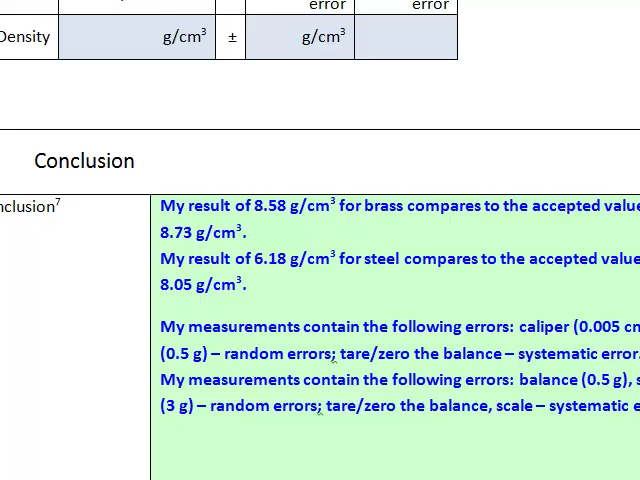 error error
Density g/cm³ ± g/cm³
Conclusion
nclusion⁷
My result of 8.58 g/cm³ for brass compares to the accepted value
8.73 g/cm³.
My result of 6.18 g/cm³ for steel compares to the accepted value
8.05 g/cm³.
My measurements contain the following errors: caliper (0.005 cm
(0.5 g) – random errors; tare/zero the balance – systematic error.
My measurements contain the following errors: balance (0.5 g), s
(3 g) – random errors; tare/zero the balance, scale – systematic e